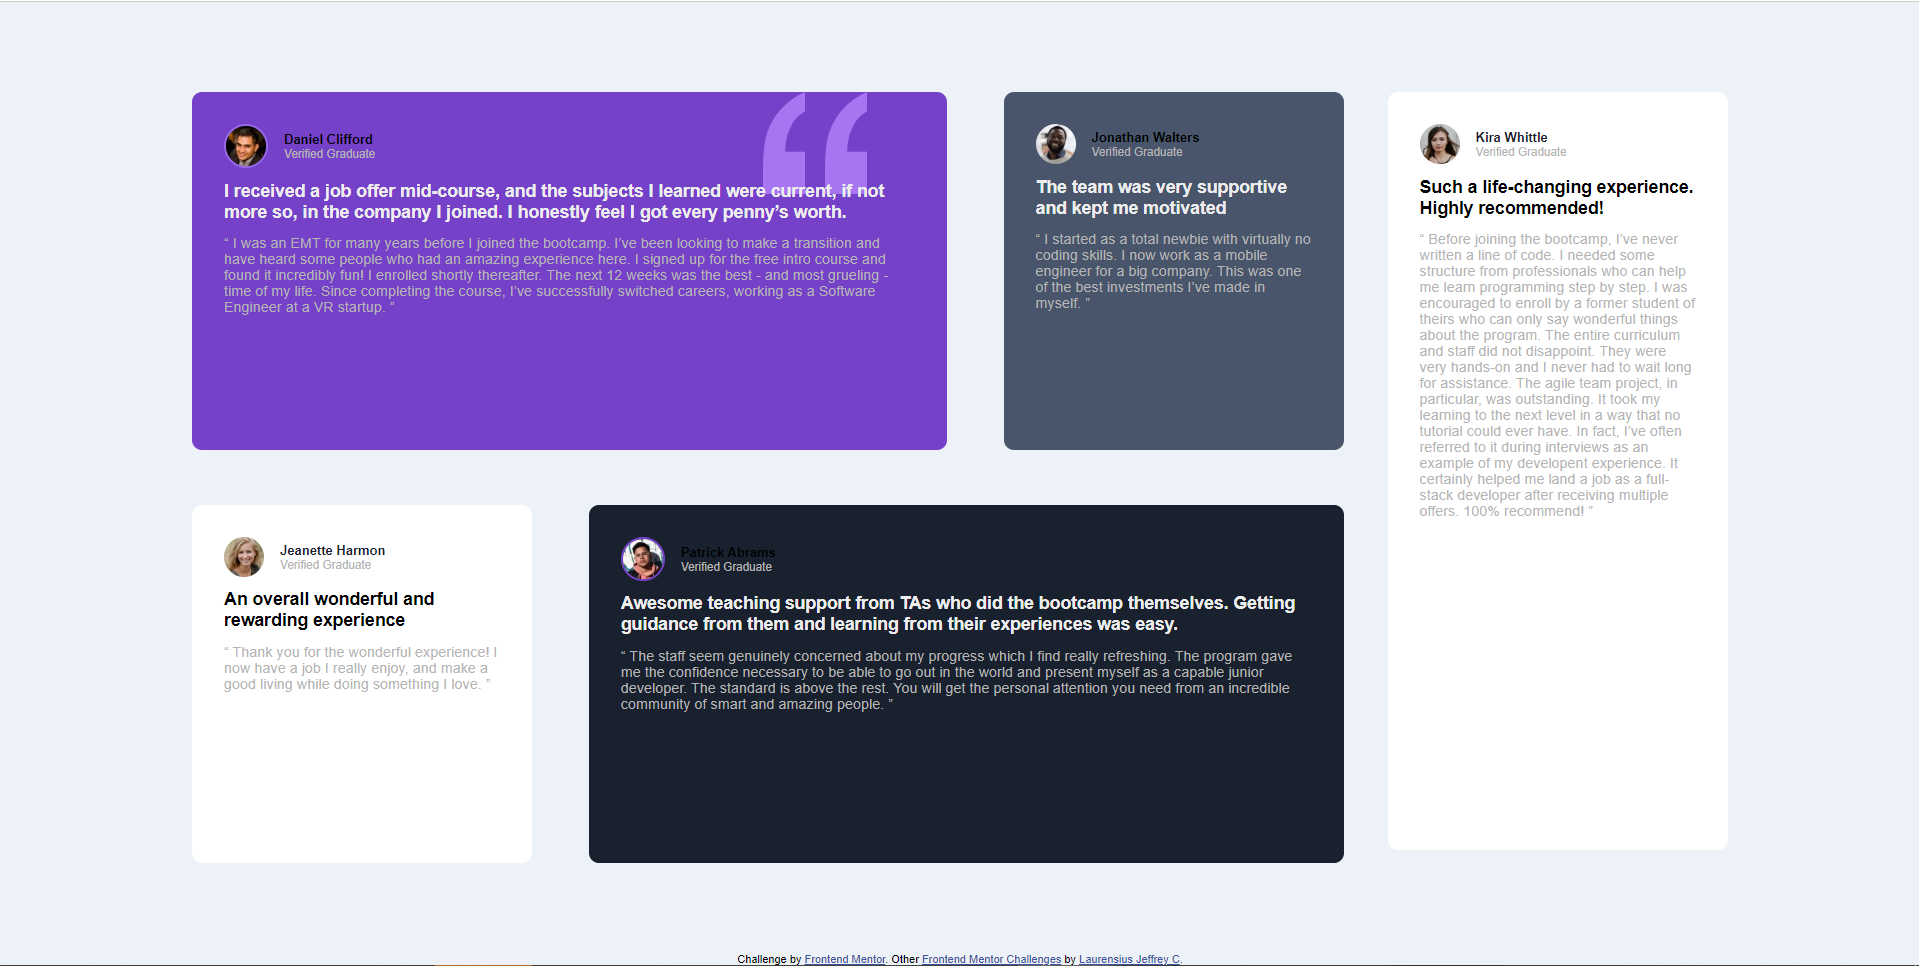 Daniel Clifford
Verified Graduate
I received a job offer mid-course, and the subjects I learned were current, if not
more so, in the company I joined. I honestly feel I got every penny’s worth.
“ I was an EMT for many years before I joined the bootcamp. I’ve been looking to make a transition and
have heard some people who had an amazing experience here. I signed up for the free intro course and
found it incredibly fun! I enrolled shortly thereafter. The next 12 weeks was the best - and most grueling -
time of my life. Since completing the course, I’ve successfully switched careers, working as a Software
Engineer at a VR startup. ”
Jonathan Walters
Verified Graduate
The team was very supportive
and kept me motivated
“ I started as a total newbie with virtually no
coding skills. I now work as a mobile
engineer for a big company. This was one
of the best investments I’ve made in
myself. ”
Kira Whittle
Verified Graduate
Such a life-changing experience.
Highly recommended!
“ Before joining the bootcamp, I’ve never
written a line of code. I needed some
structure from professionals who can help
me learn programming step by step. I was
encouraged to enroll by a former student of
theirs who can only say wonderful things
about the program. The entire curriculum
and staff did not disappoint. They were
very hands-on and I never had to wait long
for assistance. The agile team project, in
particular, was outstanding. It took my
learning to the next level in a way that no
tutorial could ever have. In fact, I’ve often
referred to it during interviews as an
example of my developent experience. It
certainly helped me land a job as a full-
stack developer after receiving multiple
offers. 100% recommend! ”
Jeanette Harmon
Verified Graduate
An overall wonderful and
rewarding experience
“ Thank you for the wonderful experience! I
now have a job I really enjoy, and make a
good living while doing something I love. ”
Patrick Abrams
Verified Graduate
Awesome teaching support from TAs who did the bootcamp themselves. Getting
guidance from them and learning from their experiences was easy.
“ The staff seem genuinely concerned about my progress which I find really refreshing. The program gave
me the confidence necessary to be able to go out in the world and present myself as a capable junior
developer. The standard is above the rest. You will get the personal attention you need from an incredible
community of smart and amazing people. ”
Challenge by Frontend Mentor. Other Frontend Mentor Challenges by Laurensius Jeffrey C.